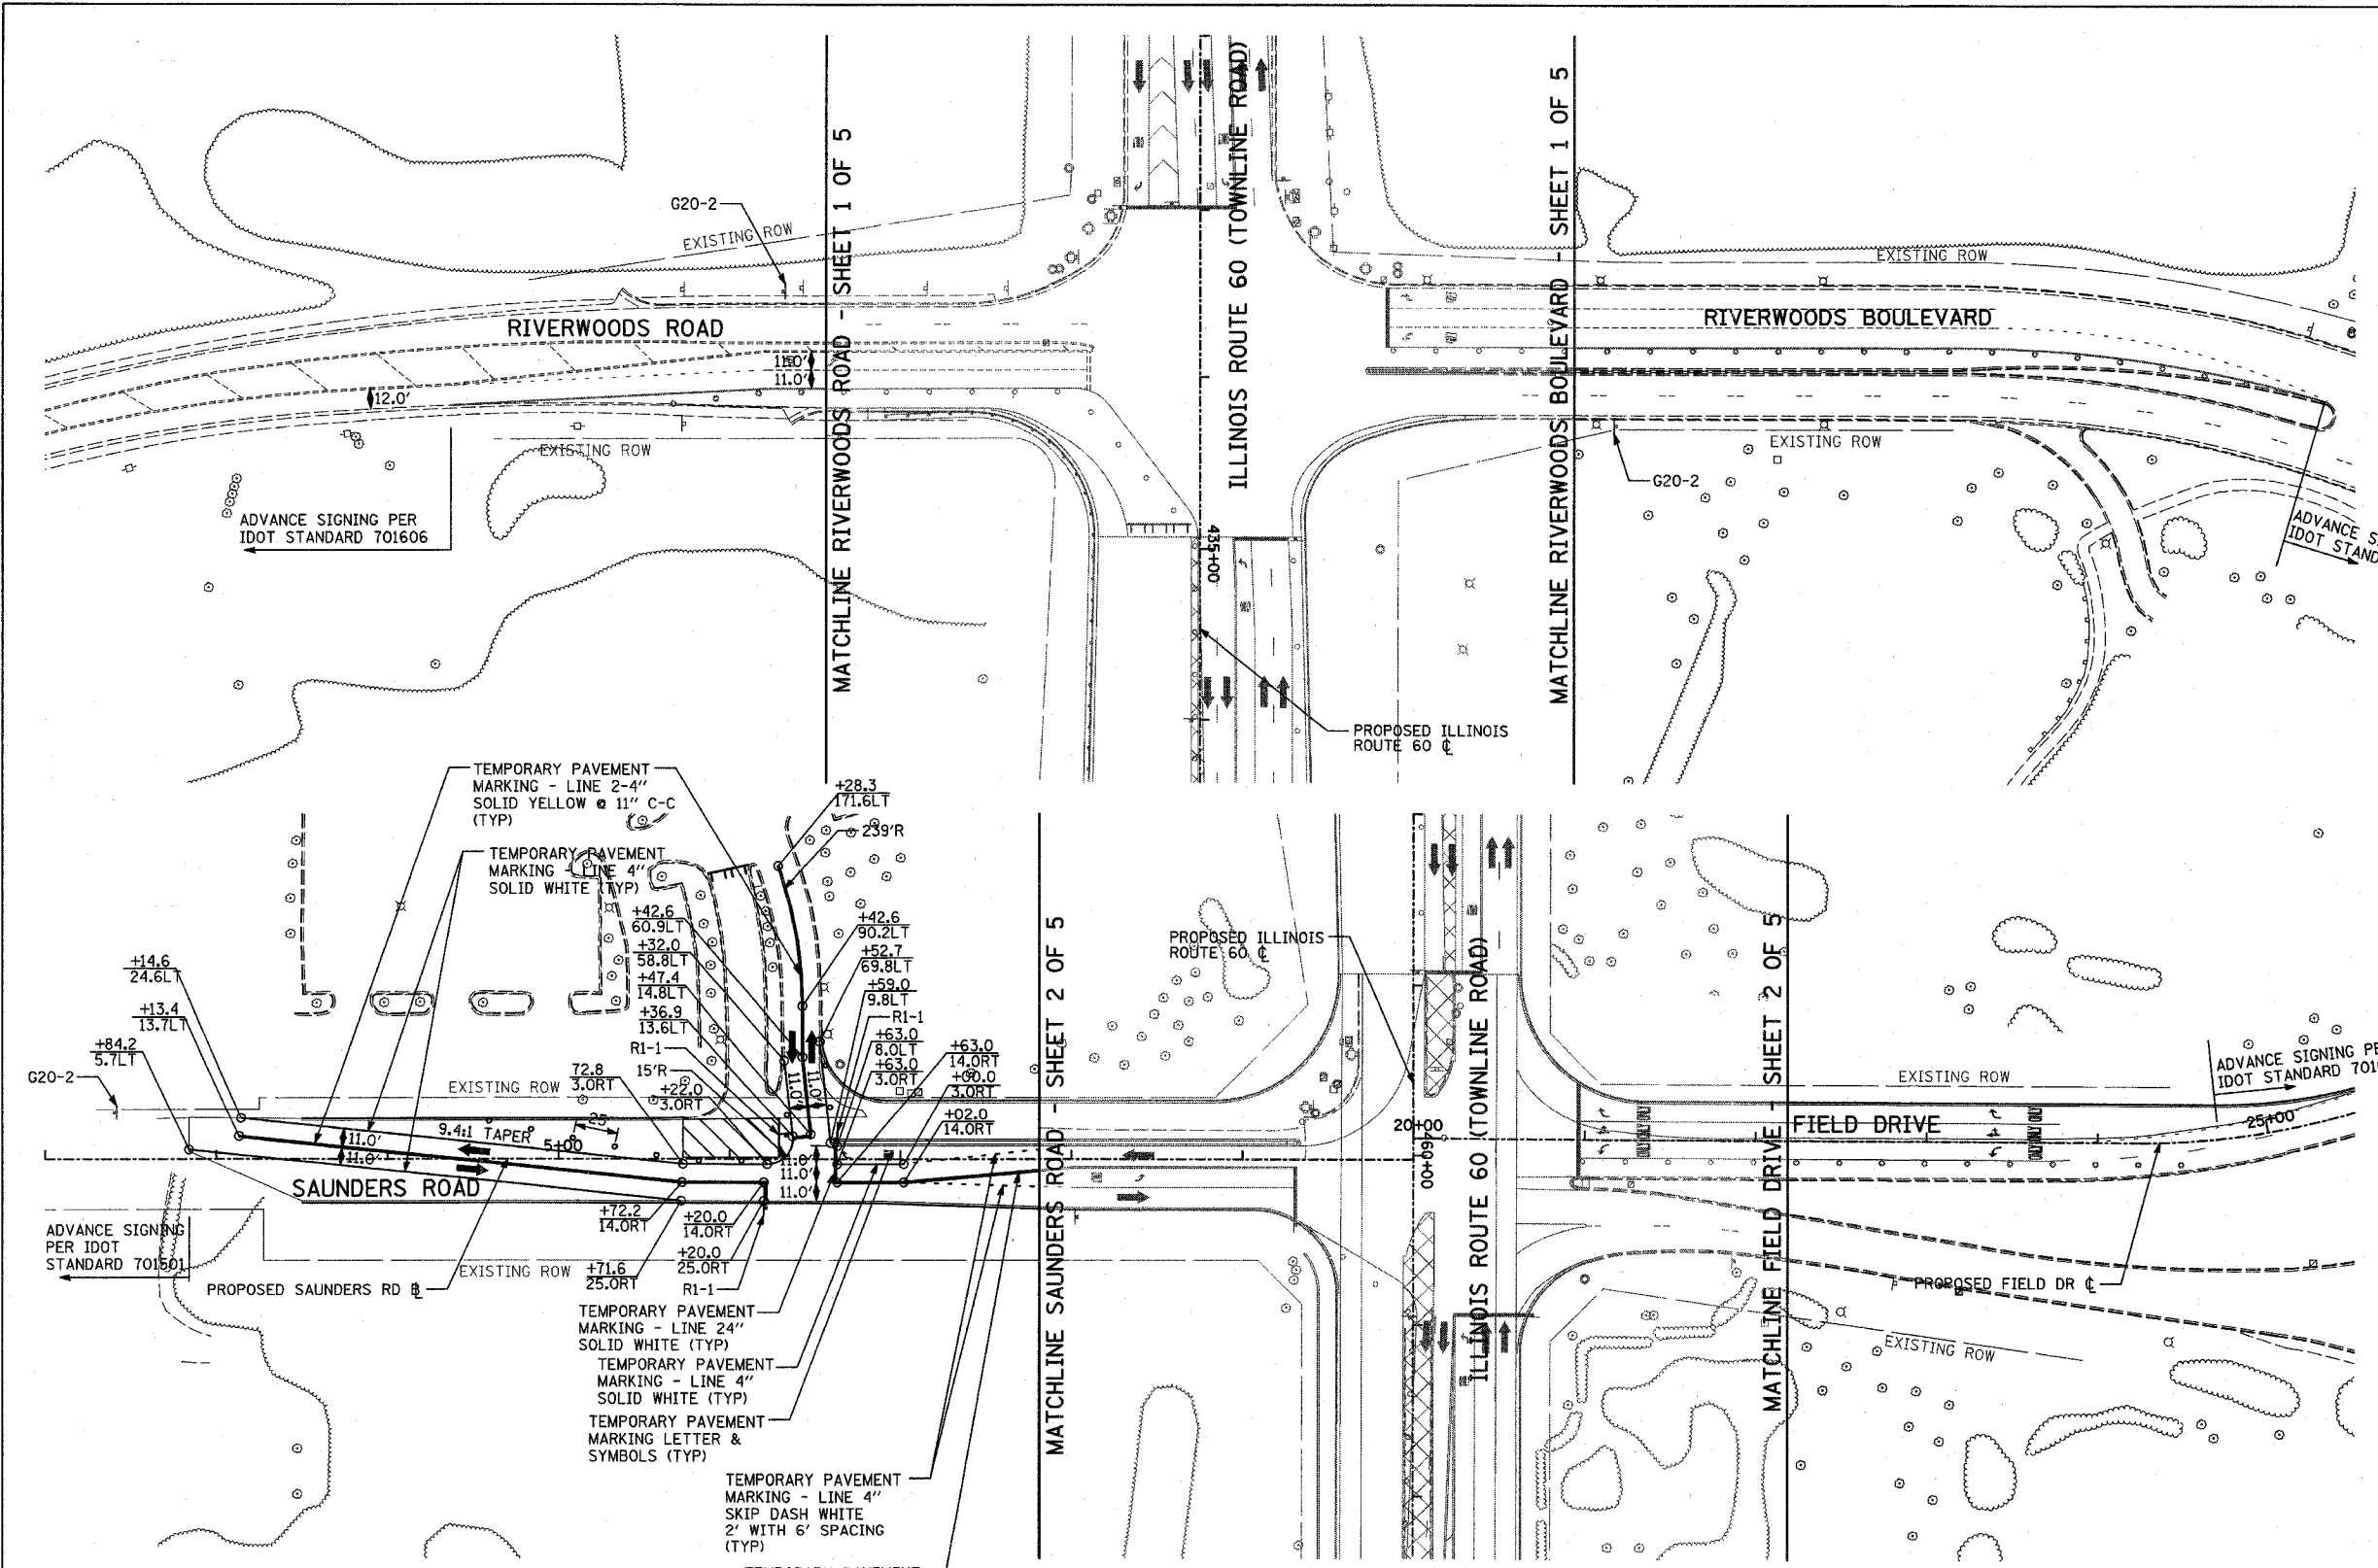 MATCHLINE RIVERWOODS ROAD - SHEET 1 OF 5
ILLINOIS ROUTE 60 (TOWNLINE ROAD)
MATCHLINE RIVERWOODS BOULEVARD - SHEET 1 OF 5
G20-2
EXISTING ROW
EXISTING ROW
RIVERWOODS ROAD
RIVERWOODS BOULEVARD
11.0'
11.0'
12.0'
EXISTING ROW
EXISTING ROW
G20-2
ADVANCE SIGNING PER
IDOT STANDARD 701606
435+00
ADVANCE S
IDOT STAND
PROPOSED ILLINOIS
ROUTE 60 ℄
TEMPORARY PAVEMENT
MARKING - LINE 2-4"
SOLID YELLOW @ 11" C-C
(TYP)
TEMPORARY PAVEMENT
MARKING - LINE 4"
SOLID WHITE (TYP)
+28.3
171.6LT
239'R
+42.6
60.9LT
+32.0
58.8LT
+47.4
14.8LT
+36.9
13.6LT
R1-1
15'R
+42.6
90.2LT
+52.7
69.8LT
+59.0
9.8LT
R1-1
+63.0
8.0LT
+63.0
3.0RT
+63.0
14.0RT
+90.0
3.0RT
+02.0
14.0RT
+14.6
24.6LT
+13.4
13.7LT
+84.2
5.7LT
G20-2
EXISTING ROW
72.8
3.0RT
+22.0
3.0RT
25
9.4:1 TAPER
5+00
11.0'
11.0'
11.0'
11.0'
11.0'
11.0'
11.0'
SAUNDERS ROAD
+72.2
14.0RT
+20.0
14.0RT
+20.0
25.0RT
+71.6
25.0RT
R1-1
ADVANCE SIGNING
PER IDOT
STANDARD 701501
EXISTING ROW
PROPOSED SAUNDERS RD ℄
TEMPORARY PAVEMENT
MARKING - LINE 24"
SOLID WHITE (TYP)
TEMPORARY PAVEMENT
MARKING - LINE 4"
SOLID WHITE (TYP)
TEMPORARY PAVEMENT
MARKING LETTER &
SYMBOLS (TYP)
TEMPORARY PAVEMENT
MARKING - LINE 4"
SKIP DASH WHITE
2' WITH 6' SPACING
(TYP)
TEMPORARY PAVEMENT
MATCHLINE SAUNDERS ROAD - SHEET 2 OF 5
PROPOSED ILLINOIS
ROUTE 60 ℄
20+00
460+00
ILLINOIS ROUTE 60 (TOWNLINE ROAD)
MATCHLINE FIELD DRIVE - SHEET 2 OF 5
FIELD DRIVE
EXISTING ROW
ADVANCE SIGNING PE
IDOT STANDARD 701
25+00
PROPOSED FIELD DR ℄
EXISTING ROW